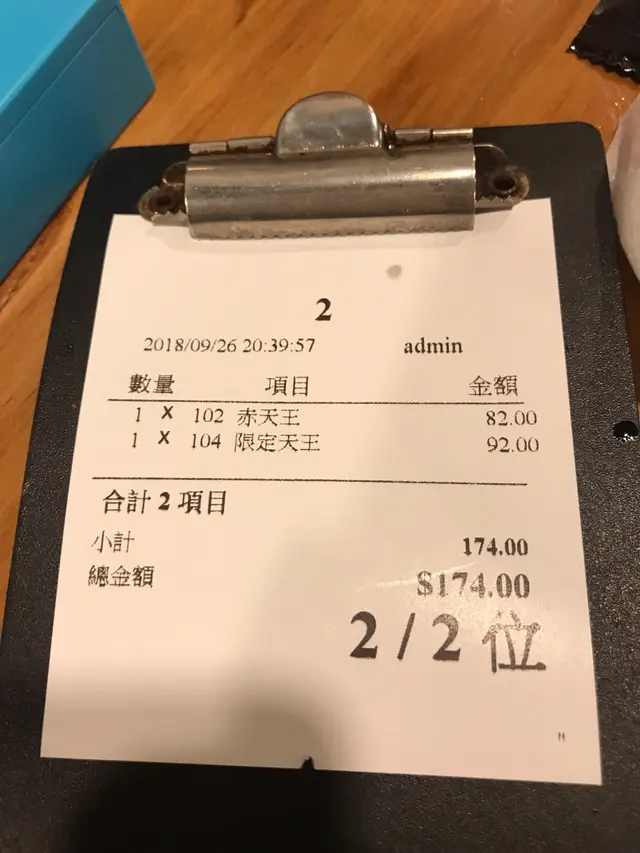 2
2018/09/26 20:39:57 admin
數量 項目 金額
1 X 102 赤天王 82.00
1 X 104 限定天王 92.00
合計 2 項目
小計 174.00
總金額 $174.00
2 / 2 位